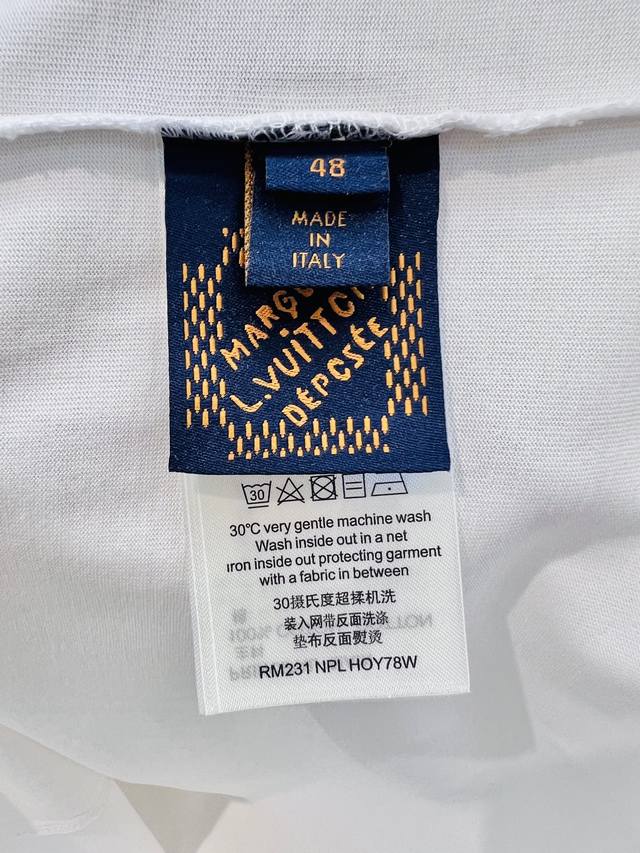 48
MADE
IN
ITALY
MARQUE
L.VUITTON
DÉPOSÉE
30
30℃ very gentle machine wash
Wash inside out in a net
Iron inside out protecting garment
with a fabric in between
30摄氏度超揉机洗
装入网带反面洗涤
垫布反面熨烫
RM231 NPL HOY78W